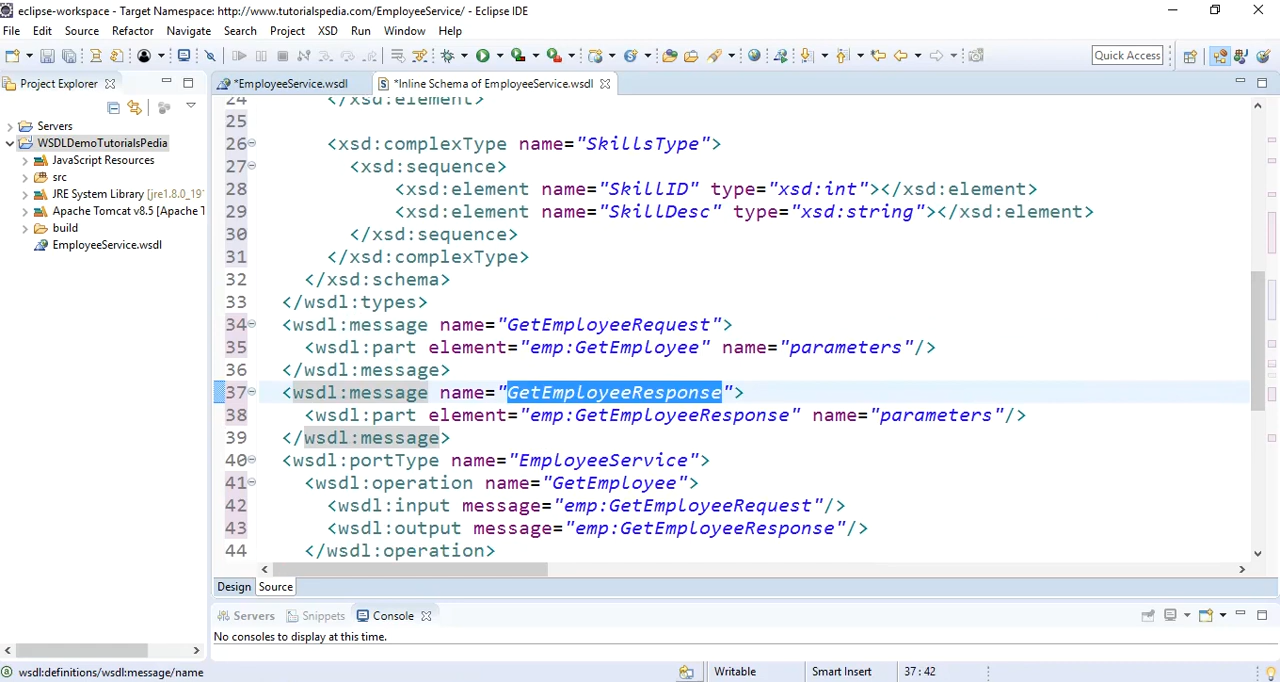 eclipse-workspace - Target Namespace: http://www.tutorialspedia.com/EmployeeService/ - Eclipse IDE
File Edit Source Refactor Navigate Search Project XSD Run Window Help
Quick Access
Project Explorer
*EmployeeService.wsdl
*Inline Schema of EmployeeService.wsdl
Servers
WSDLDemoTutorialsPedia
JavaScript Resources
src
JRE System Library [jre1.8.0_19
Apache Tomcat v8.5 [Apache T
build
EmployeeService.wsdl
24 </xsd:element>
25
26 <xsd:complexType name="SkillsType">
27 <xsd:sequence>
28 <xsd:element name="SkillID" type="xsd:int"></xsd:element>
29 <xsd:element name="SkillDesc" type="xsd:string"></xsd:element>
30 </xsd:sequence>
31 </xsd:complexType>
32 </xsd:schema>
33 </wsdl:types>
34 <wsdl:message name="GetEmployeeRequest">
35 <wsdl:part element="emp:GetEmployee" name="parameters"/>
36 </wsdl:message>
37 <wsdl:message name="GetEmployeeResponse">
38 <wsdl:part element="emp:GetEmployeeResponse" name="parameters"/>
39 </wsdl:message>
40 <wsdl:portType name="EmployeeService">
41 <wsdl:operation name="GetEmployee">
42 <wsdl:input message="emp:GetEmployeeRequest"/>
43 <wsdl:output message="emp:GetEmployeeResponse"/>
44 </wsdl:operation>
Design Source
Servers Snippets Console
No consoles to display at this time.
wsdl:definitions/wsdl:message/name
Writable
Smart Insert
37 : 42